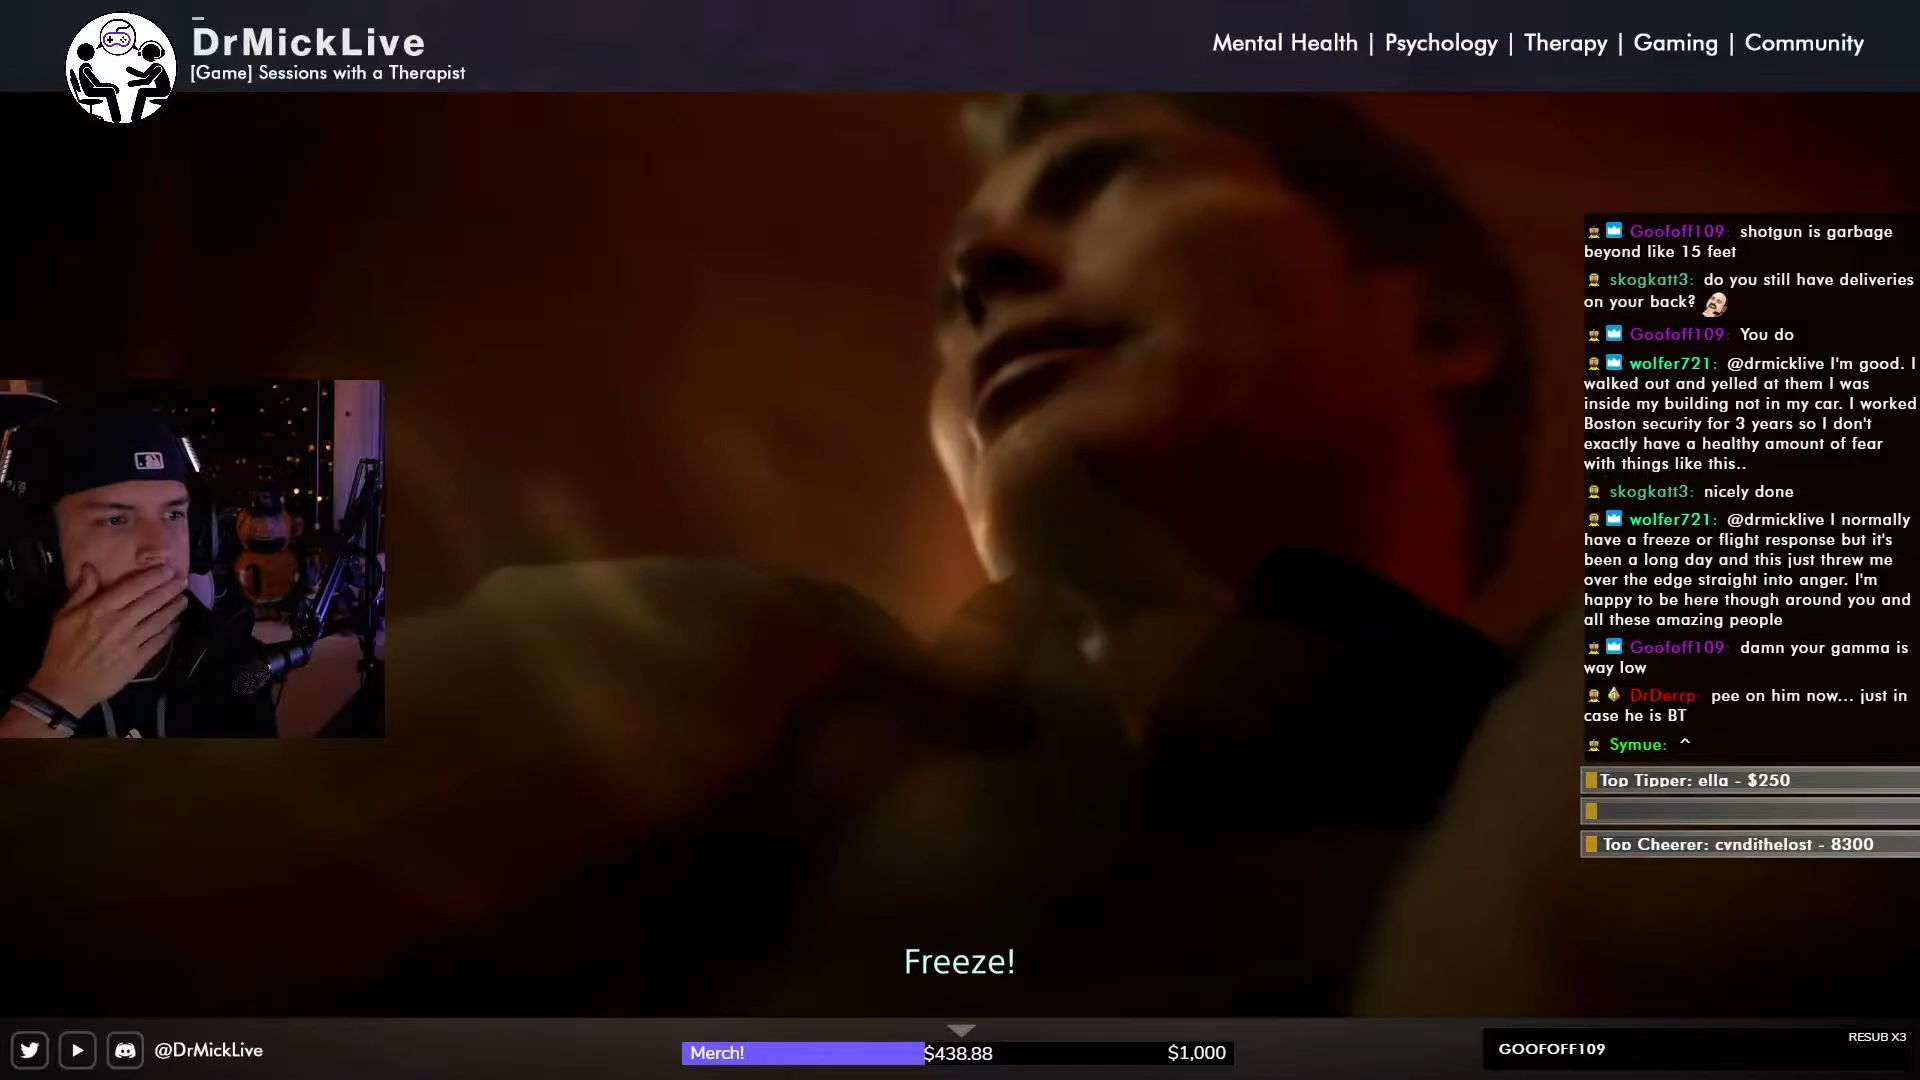 DrMickLive
[Game] Sessions with a Therapist
Mental Health | Psychology | Therapy | Gaming | Community
Goofoff109: shotgun is garbage
beyond like 15 feet
skogkatt3: do you still have deliveries
on your back?
Goofoff109: You do
wolfer721: @drmicklive I'm good. I
walked out and yelled at them I was
inside my building not in my car. I worked
Boston security for 3 years so I don't
exactly have a healthy amount of fear
with things like this..
skogkatt3: nicely done
wolfer721: @drmicklive I normally
have a freeze or flight response but it's
been a long day and this just threw me
over the edge straight into anger. I'm
happy to be here though around you and
all these amazing people
Goofoff109: damn your gamma is
way low
DrDerrp: pee on him now... just in
case he is BT
Symue: ^
Top Tipper: ella - $250
Top Cheerer: cyndithelost - 8300
Freeze!
@DrMickLive
Merch! $438.88 $1,000
GOOFOFF109
RESUB X3